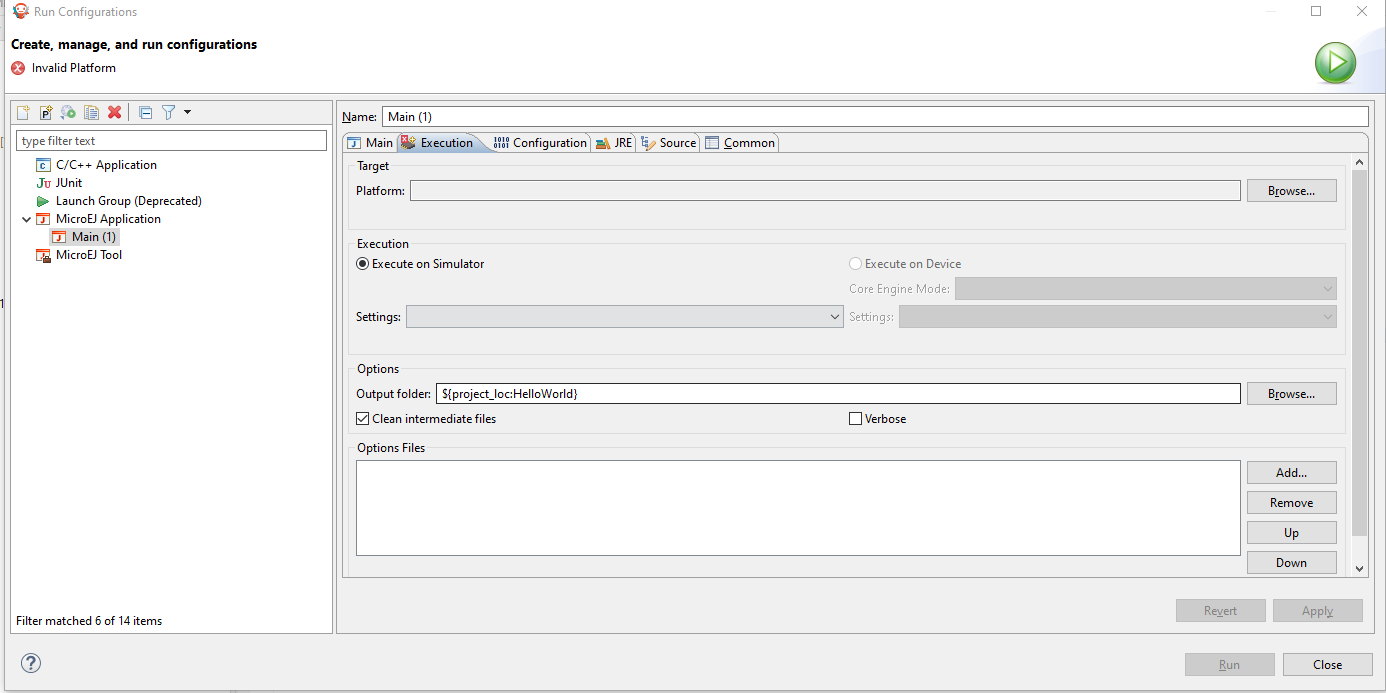 Run Configurations
Create, manage, and run configurations
Invalid Platform
type filter text
C/C++ Application
JUnit
Launch Group (Deprecated)
MicroEJ Application
Main (1)
MicroEJ Tool
Filter matched 6 of 14 items
Name: Main (1)
Main Execution Configuration JRE Source Common
Target
Platform: Browse...
Execution
Execute on Simulator Execute on Device
Core Engine Mode:
Settings: Settings:
Options
Output folder: ${project_loc:HelloWorld} Browse...
Clean intermediate files Verbose
Options Files
Add...
Remove
Up
Down
Revert Apply
Run Close